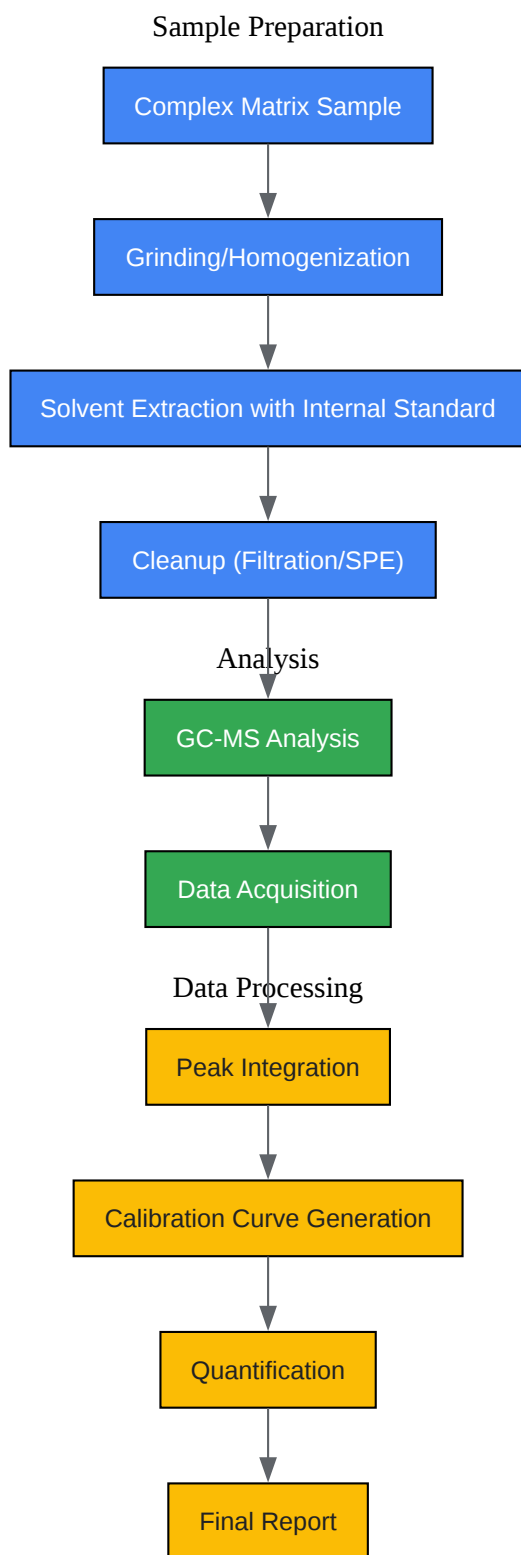 Sample Preparation
Complex Matrix Sample
Grinding/Homogenization
Solvent Extraction with Internal Standard
Cleanup (Filtration/SPE)
Analysis
GC-MS Analysis
Data Acquisition
Data Processing
Peak Integration
Calibration Curve Generation
Quantification
Final Report